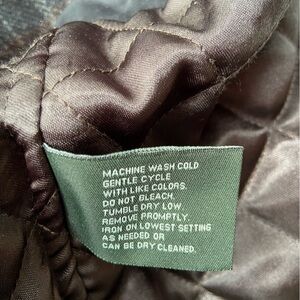 MACHINE WASH COLD
GENTLE CYCLE
WITH LIKE COLORS.
DO NOT BLEACH.
TUMBLE DRY LOW.
REMOVE PROMPTLY.
IRON ON LOWEST SETTING
AS NEEDED OR
CAN BE DRY CLEANED.